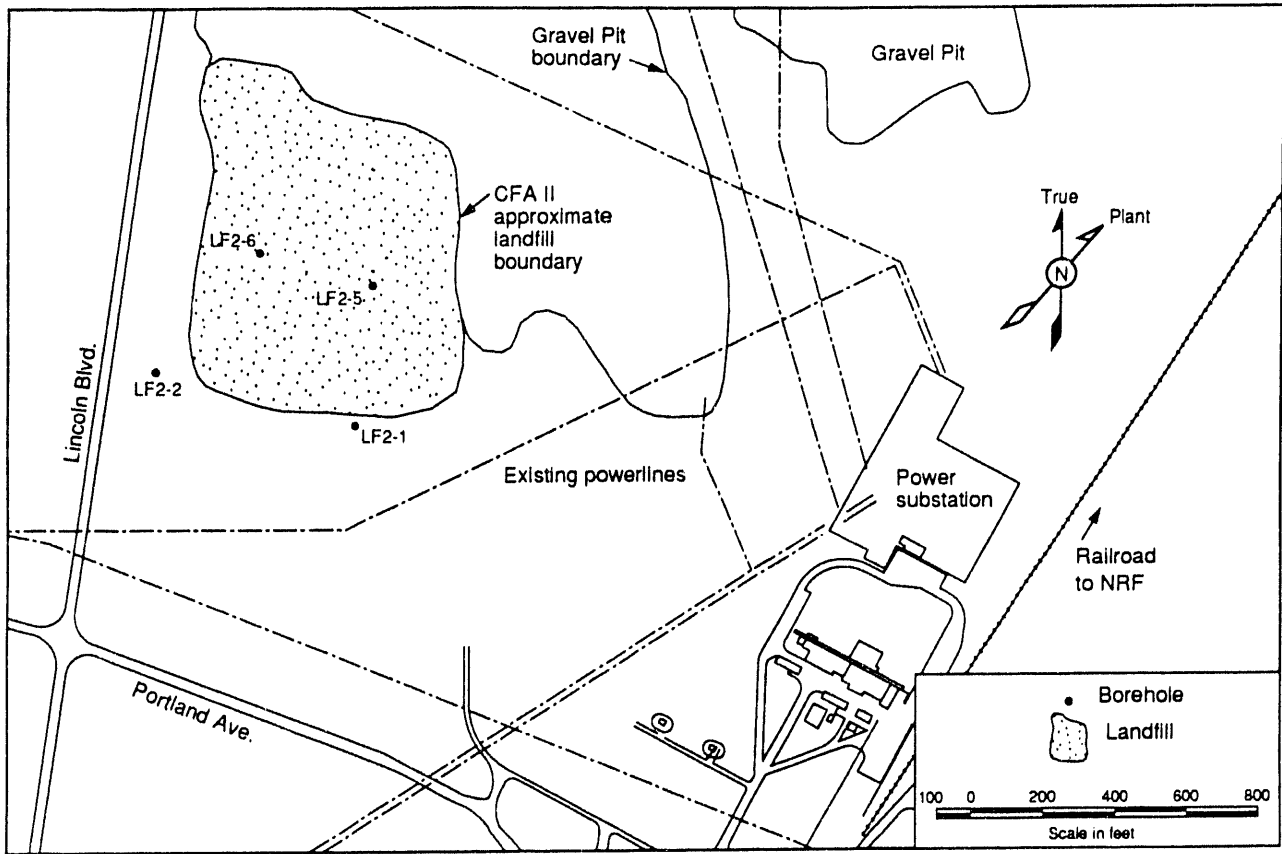 Gravel Pit
boundary
Gravel Pit
CFA II
approximate
landfill
boundary
True
Plant
N
LF2-6
LF2-5
LF2-2
LF2-1
Lincoln Blvd.
Existing powerlines
Power
substation
Railroad
to NRF
Portland Ave.
Borehole
Landfill
100 0 200 400 600 800
Scale in feet